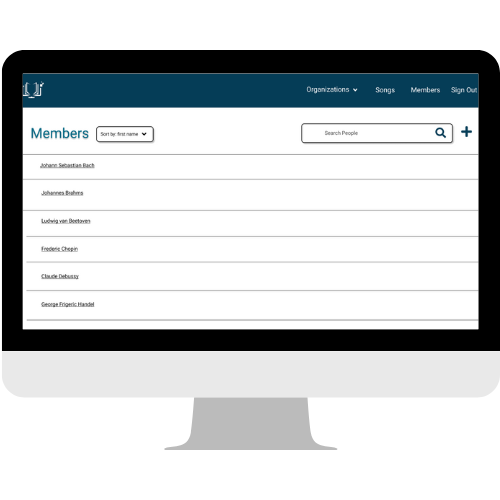 Organizations Songs Members Sign Out
Members Sort by: first name Search People
Johann Sebastian Bach
Johannes Brahms
Ludwig van Beetoven
Frederic Chopin
Claude Debussy
George Frigeric Handel